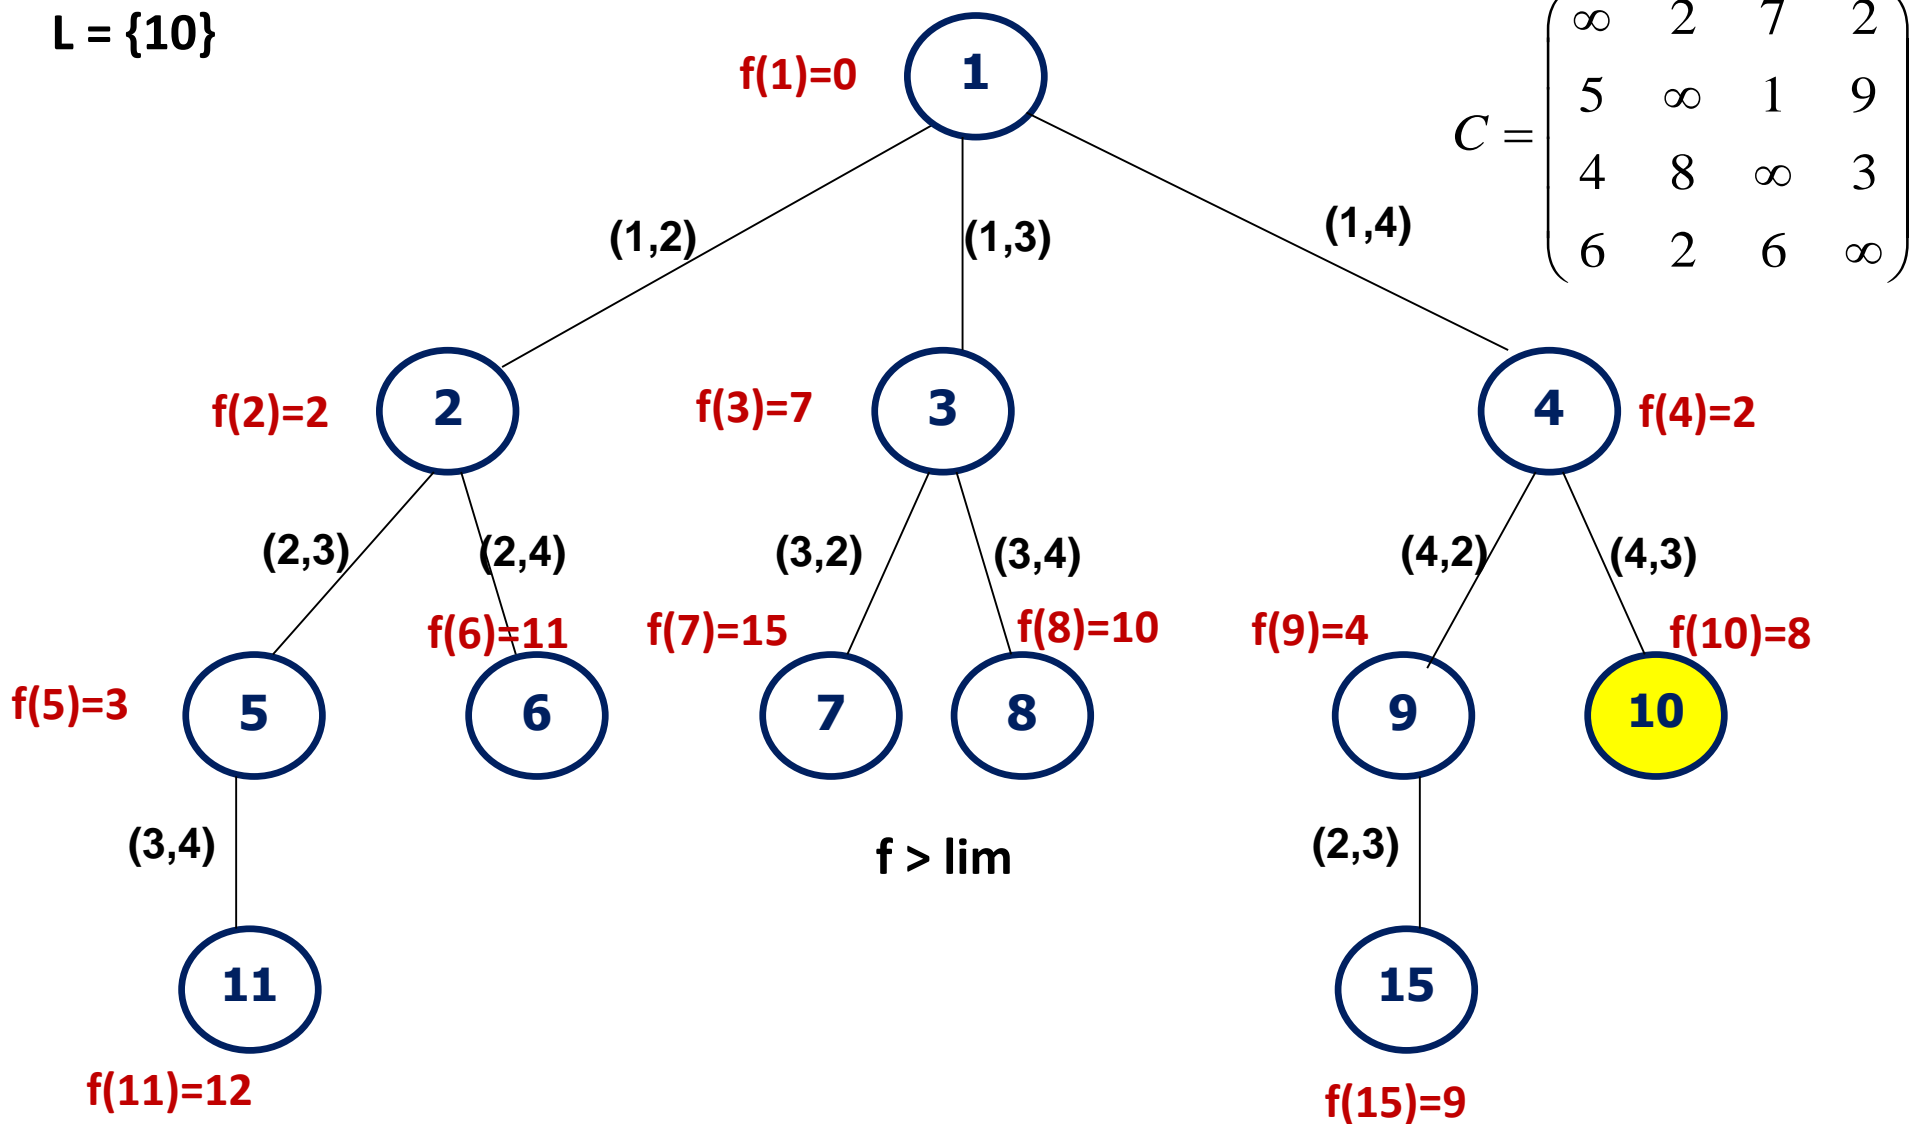 L = {10}
f(1)=0
1
C = ( ∞ 2 7 2
5 ∞ 1 9
4 8 ∞ 3
6 2 6 ∞ )
(1,2)
(1,3)
(1,4)
f(2)=2
2
f(3)=7
3
4
f(4)=2
(2,3)
(2,4)
(3,2)
(3,4)
(4,2)
(4,3)
f(6)=11
f(7)=15
f(8)=10
f(9)=4
f(10)=8
f(5)=3
5
6
7
8
9
10
(3,4)
f > lim
(2,3)
11
15
f(11)=12
f(15)=9